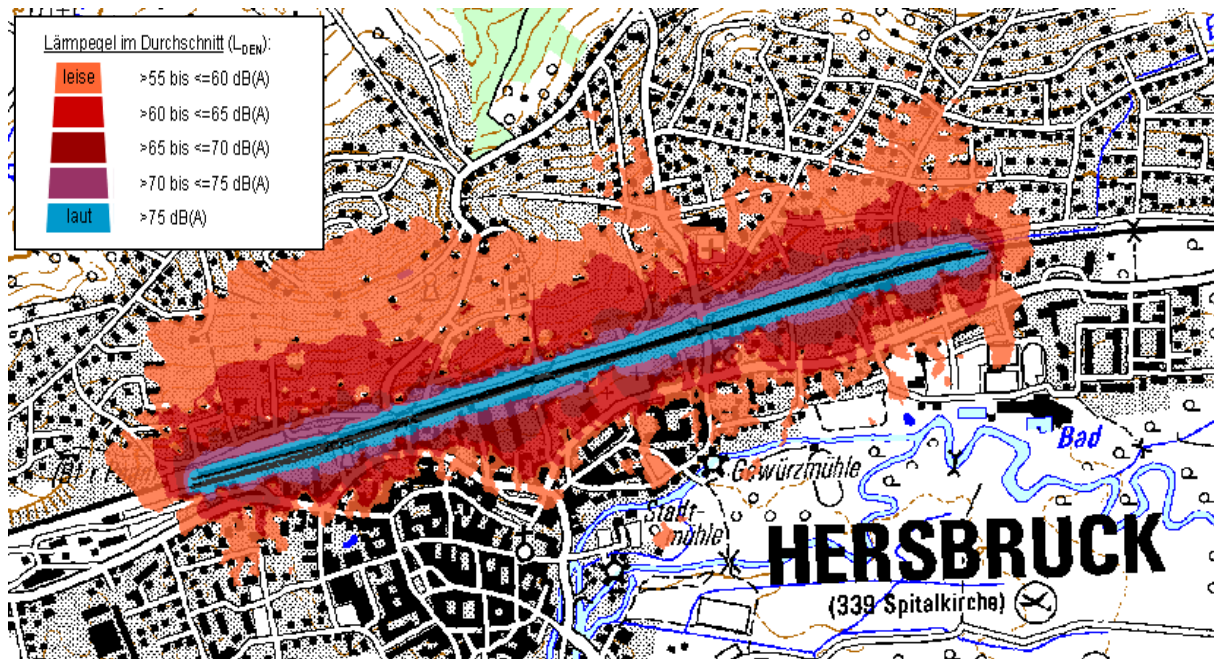 Lärmpegel im Durchschnitt (LDEN):
leise >55 bis <=60 dB(A)
>60 bis <=65 dB(A)
>65 bis <=70 dB(A)
>70 bis <=75 dB(A)
laut >75 dB(A)
Bad
Gewürzmühle
Stadt-
mühle
HERSBRUCK
(339 Spitalkirche)
P
P
P
P
P
P
P